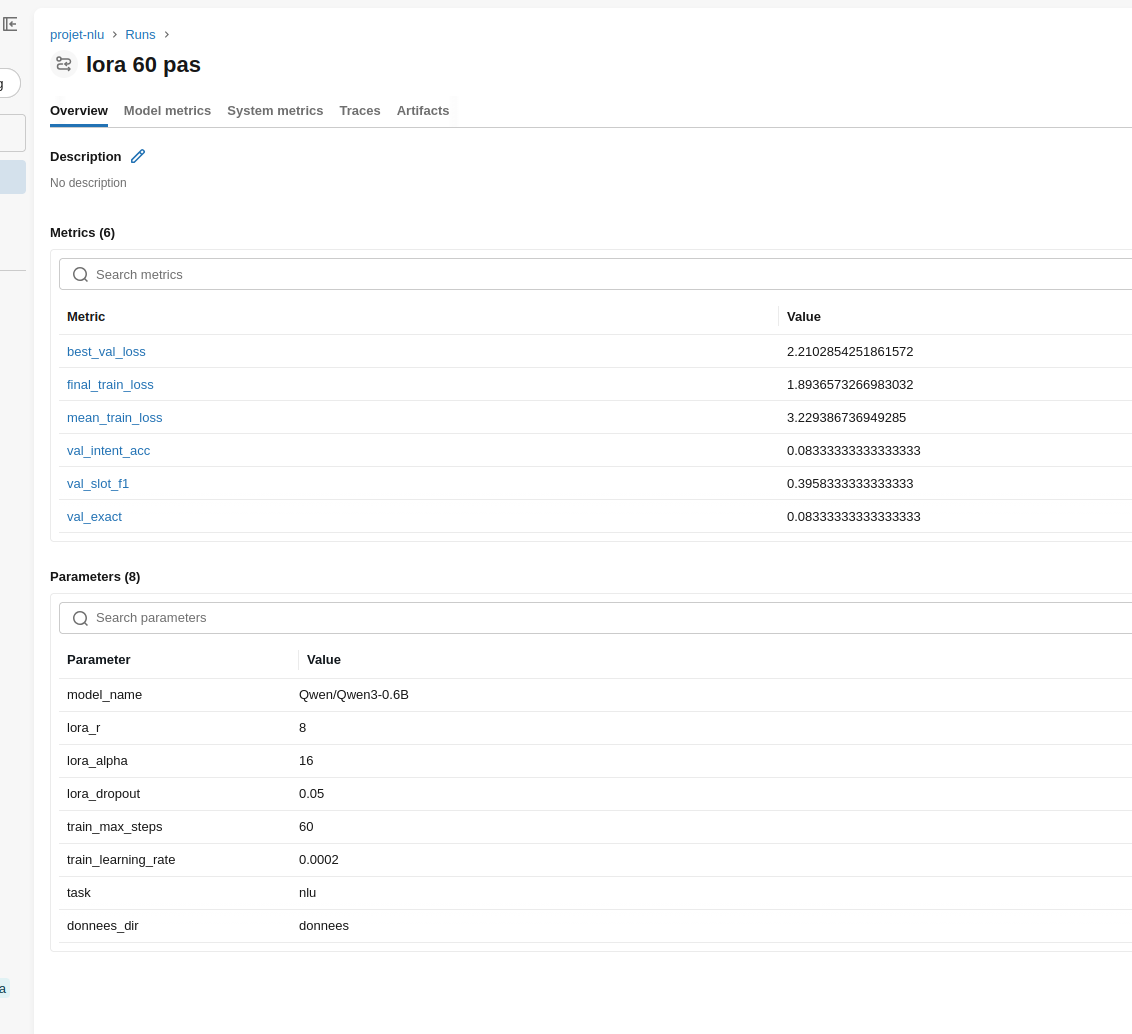 projet-nlu > Runs >
lora 60 pas
Overview Model metrics System metrics Traces Artifacts
Description
No description
Metrics (6)
Search metrics
Metric Value
best_val_loss 2.2102854251861572
final_train_loss 1.8936573266983032
mean_train_loss 3.229386736949285
val_intent_acc 0.08333333333333333
val_slot_f1 0.3958333333333333
val_exact 0.08333333333333333
Parameters (8)
Search parameters
Parameter Value
model_name Qwen/Qwen3-0.6B
lora_r 8
lora_alpha 16
lora_dropout 0.05
train_max_steps 60
train_learning_rate 0.0002
task nlu
donnees_dir donnees